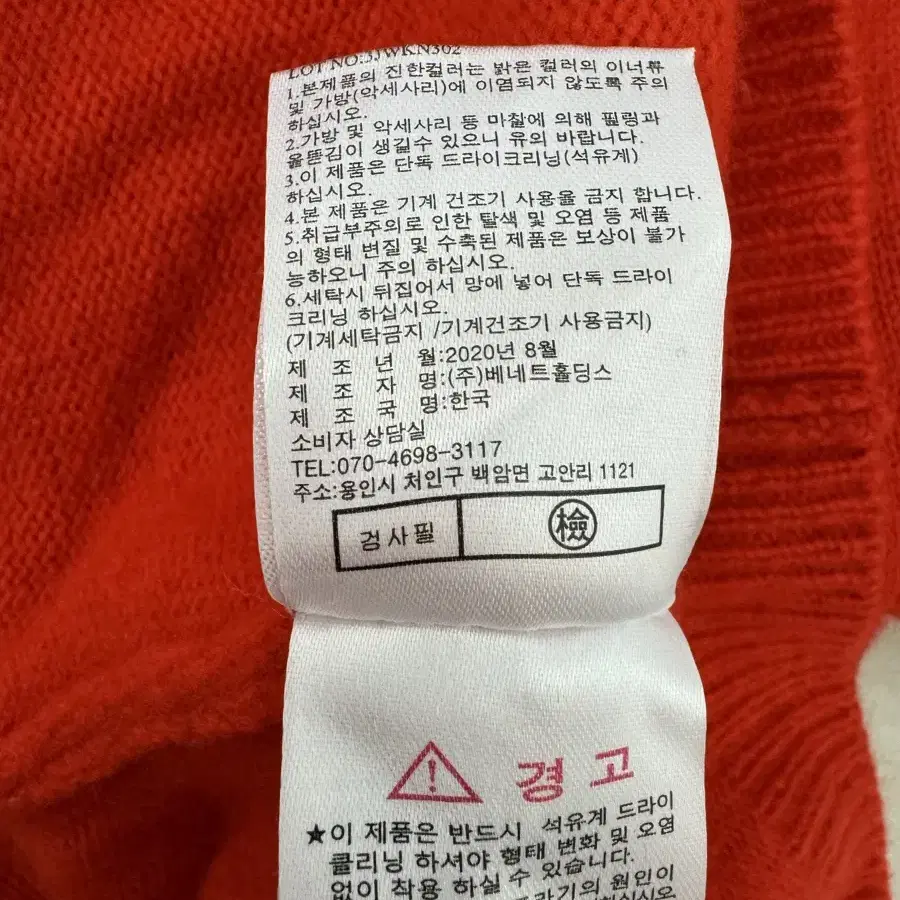 LOT NO:JJWKN302
1.본제품의 진한컬러는 밝은 컬러의 이너류
및 가방(악세사리)에 이염되지 않도록 주의
하십시오.
2.가방 및 악세사리 등 마찰에 의해 필링과
올뜯김이 생길수 있으니 유의 바랍니다.
3.이 제품은 단독 드라이크리닝(석유계)
하십시오.
4.본 제품은 기계 건조기 사용을 금지 합니다.
5.취급부주의로 인한 탈색 및 오염 등 제품
의 형태 변질 및 수축된 제품은 보상이 불가
능하오니 주의 하십시오.
6.세탁시 뒤집어서 망에 넣어 단독 드라이
크리닝 하십시오.
(기계세탁금지 /기계건조기 사용금지)
제 조 년 월:2020년 8월
제 조 자 명:(주)베네트홀딩스
제 조 국 명:한국
소비자 상담실
TEL:070-4698-3117
주소:용인시 처인구 백암면 고안리 1121
검사필 檢
경고
★이 제품은 반드시 석유계 드라이
클리닝 하셔야 형태 변화 및 오염
없이 착용 하실 수 있습니다.
원인이